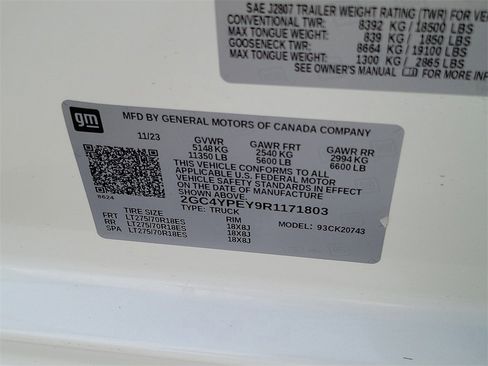 SAE J2807 TRAILER WEIGHT RATING (TWR) FOR VE
CONVENTIONAL TWR: 8392 KG / 18500 LBS
MAX TONGUE WEIGHT: 839 KG / 1850 LBS
GOOSENECK TWR: 8664 KG / 19100 LBS
MAX TONGUE WEIGHT: 1300 KG / 2865 LBS
SEE OWNER'S MANUAL FOR MORE INF
gm
MFD BY GENERAL MOTORS OF CANADA COMPANY
11/23 GVWR GAWR FRT GAWR RR
5148 KG 2540 KG 2994 KG
11350 LB 5600 LB 6600 LB
THIS VEHICLE CONFORMS TO ALL
APPLICABLE U.S. FEDERAL MOTOR
VEHICLE SAFETY STANDARDS IN EFFECT
ON THE DATE OF MANUFACTURE
SHOWN ABOVE.
8624
2GC4YPEY9R1171803
TYPE: TRUCK MODEL: 93CK20743
TIRE SIZE RIM
FRT LT275/70R18ES 18X8J
RR LT275/70R18ES 18X8J
SPA LT275/70R18ES 18X8J